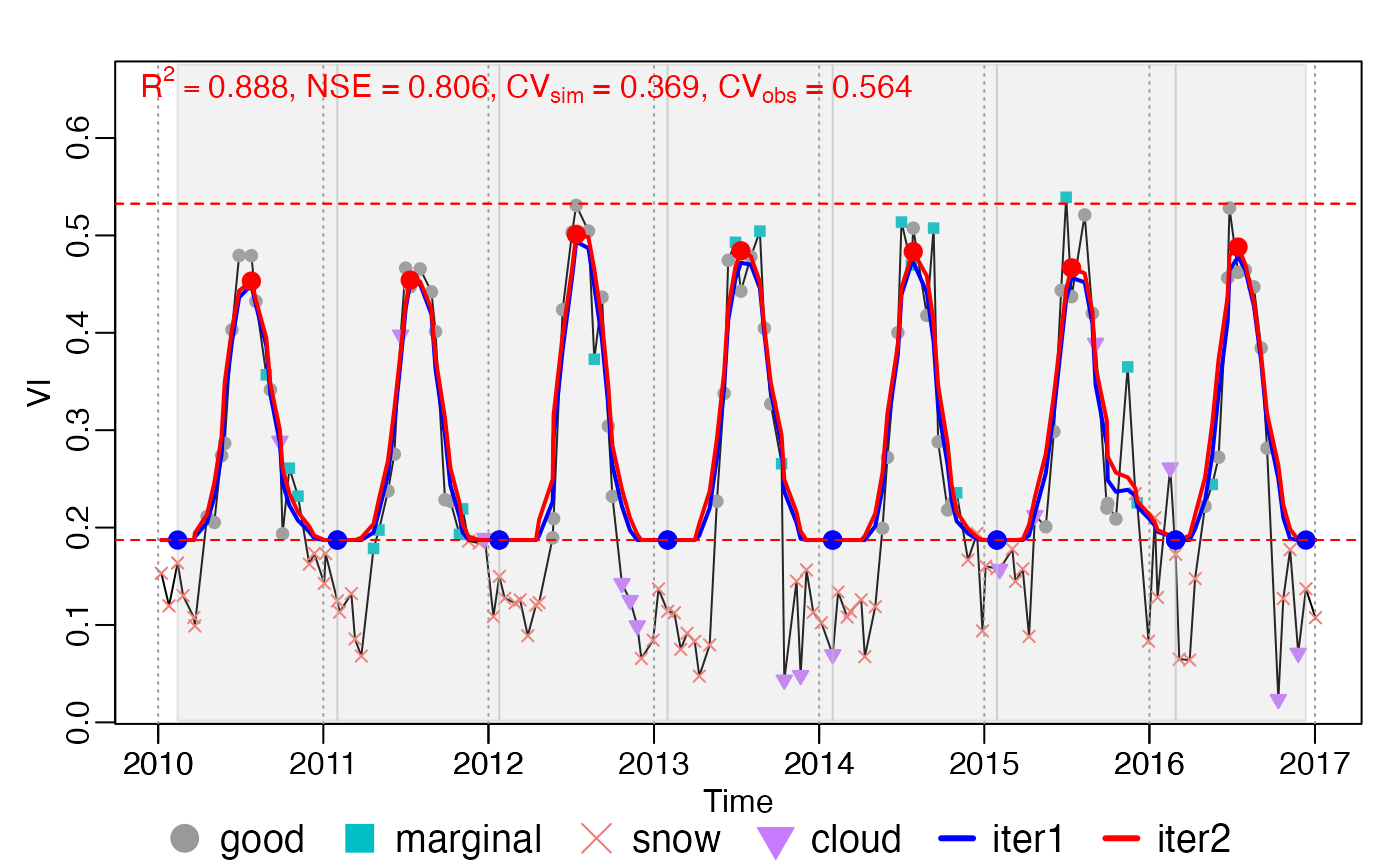 R² = 0.888, NSE = 0.806, CVsim = 0.369, CVobs = 0.564
VI
0.6
0.5
0.4
0.3
0.2
0.1
0.0
2010 2011 2012 2013 2014 2015 2016 2017
Time
good marginal snow cloud iter1 iter2